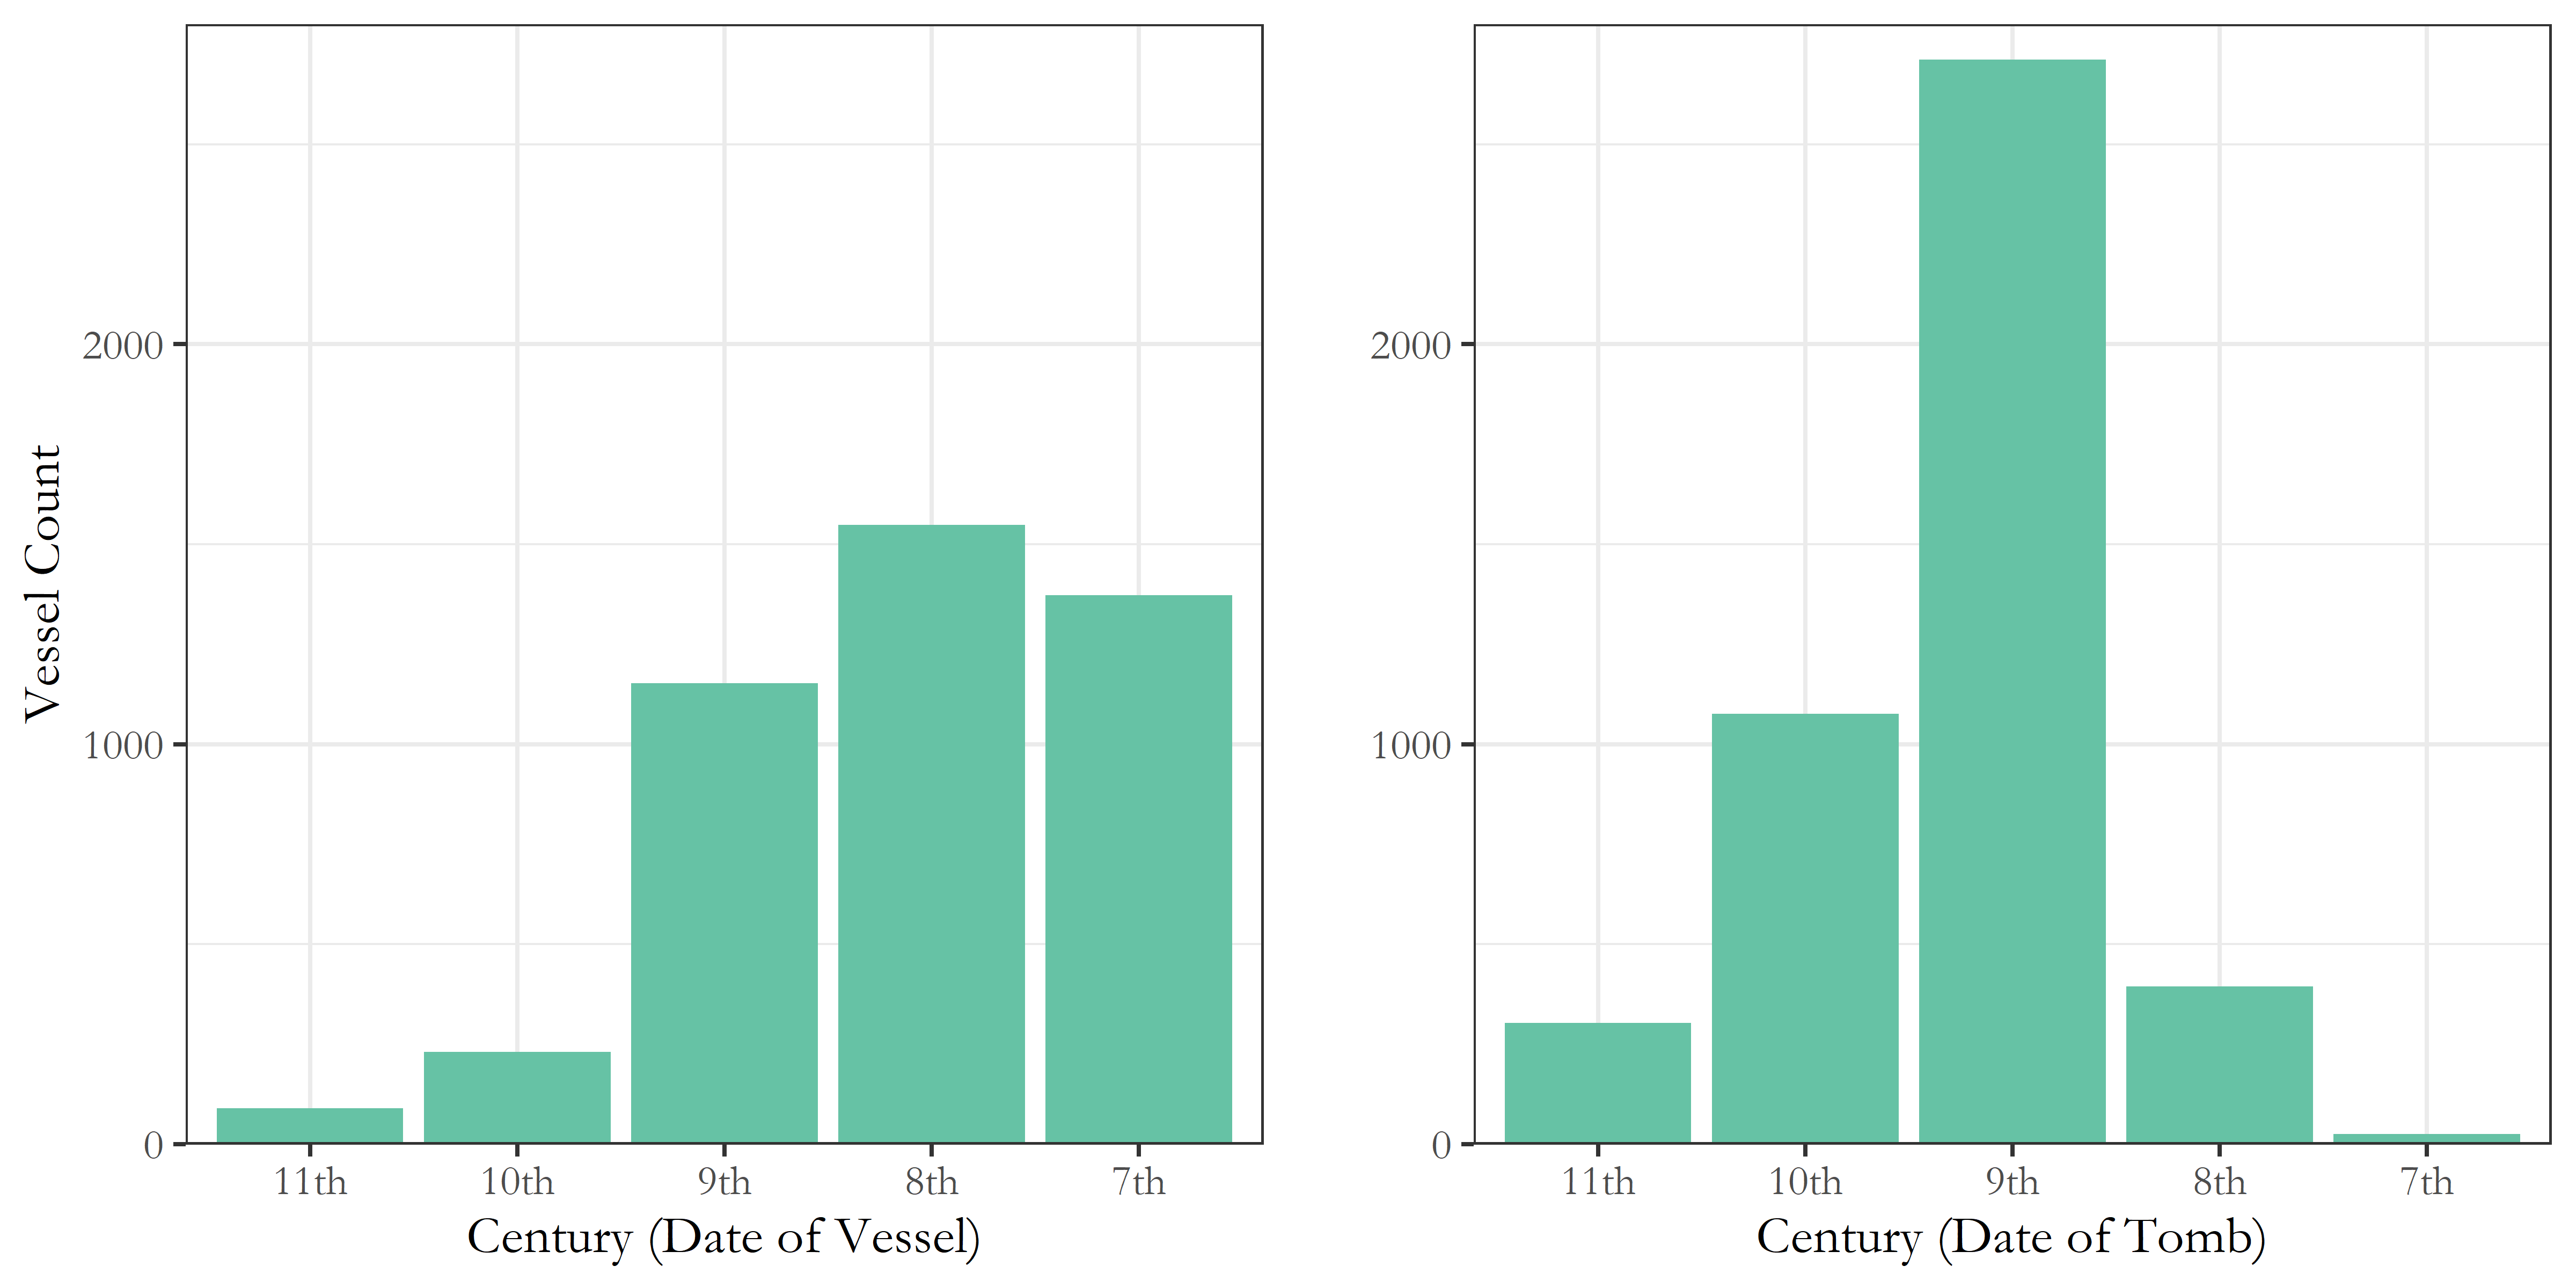 Vessel Count
2000
1000
0
11th 10th 9th 8th 7th
Century (Date of Vessel)
2000
1000
0
11th 10th 9th 8th 7th
Century (Date of Tomb)